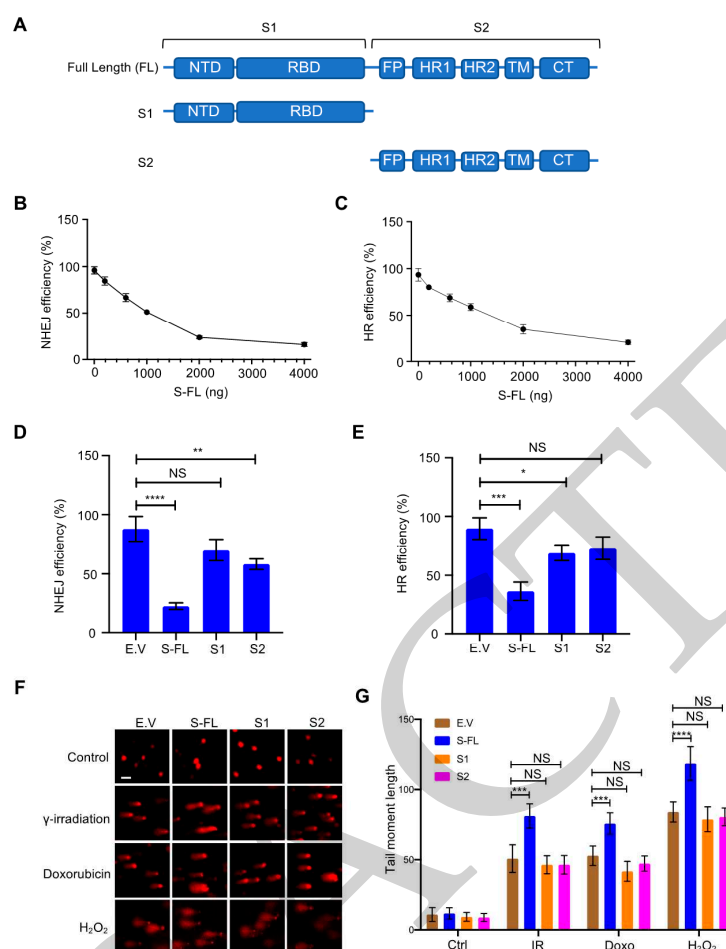 A
S1 S2
Full Length (FL) NTD RBD FP HR1 HR2 TM CT
S1 NTD RBD
S2 FP HR1 HR2 TM CT
B
NHEJ efficiency (%)
150
100
50
0
0 1000 2000 3000 4000
S-FL (ng)
C
HR efficiency (%)
150
100
50
0
0 1000 2000 3000 4000
S-FL (ng)
D
NHEJ efficiency (%)
150
100
50
0
**
NS
****
E.V S-FL S1 S2
E
HR efficiency (%)
150
100
50
0
NS
*
***
E.V S-FL S1 S2
F
E.V S-FL S1 S2
Control
γ-irradiation
Doxorubicin
H₂O₂
G
Tail moment length
150
100
50
0
E.V
S-FL
S1
S2
NS
NS
***
NS
NS
***
NS
NS
****
Ctrl IR Doxo H₂O₂